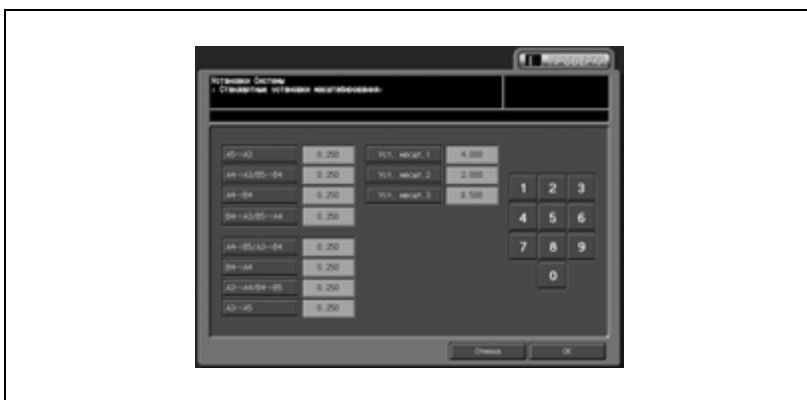 ПРОВЕРКА
Установки Системы
- Стандартные установки масштабирования-
A5→A3 0.250 Уст. масшт.1 4.000
A4→A3/B5→B4 0.250 Уст. масшт.2 2.000
A4→B4 0.250 Уст. масшт.3 0.500
B4→A3/B5→A4 0.250
A4→B5/A3→B4 0.250
B4→A4 0.250
A3→A4/B4→B5 0.250
A3→A5 0.250
1 2 3
4 5 6
7 8 9
0
Отмена OK